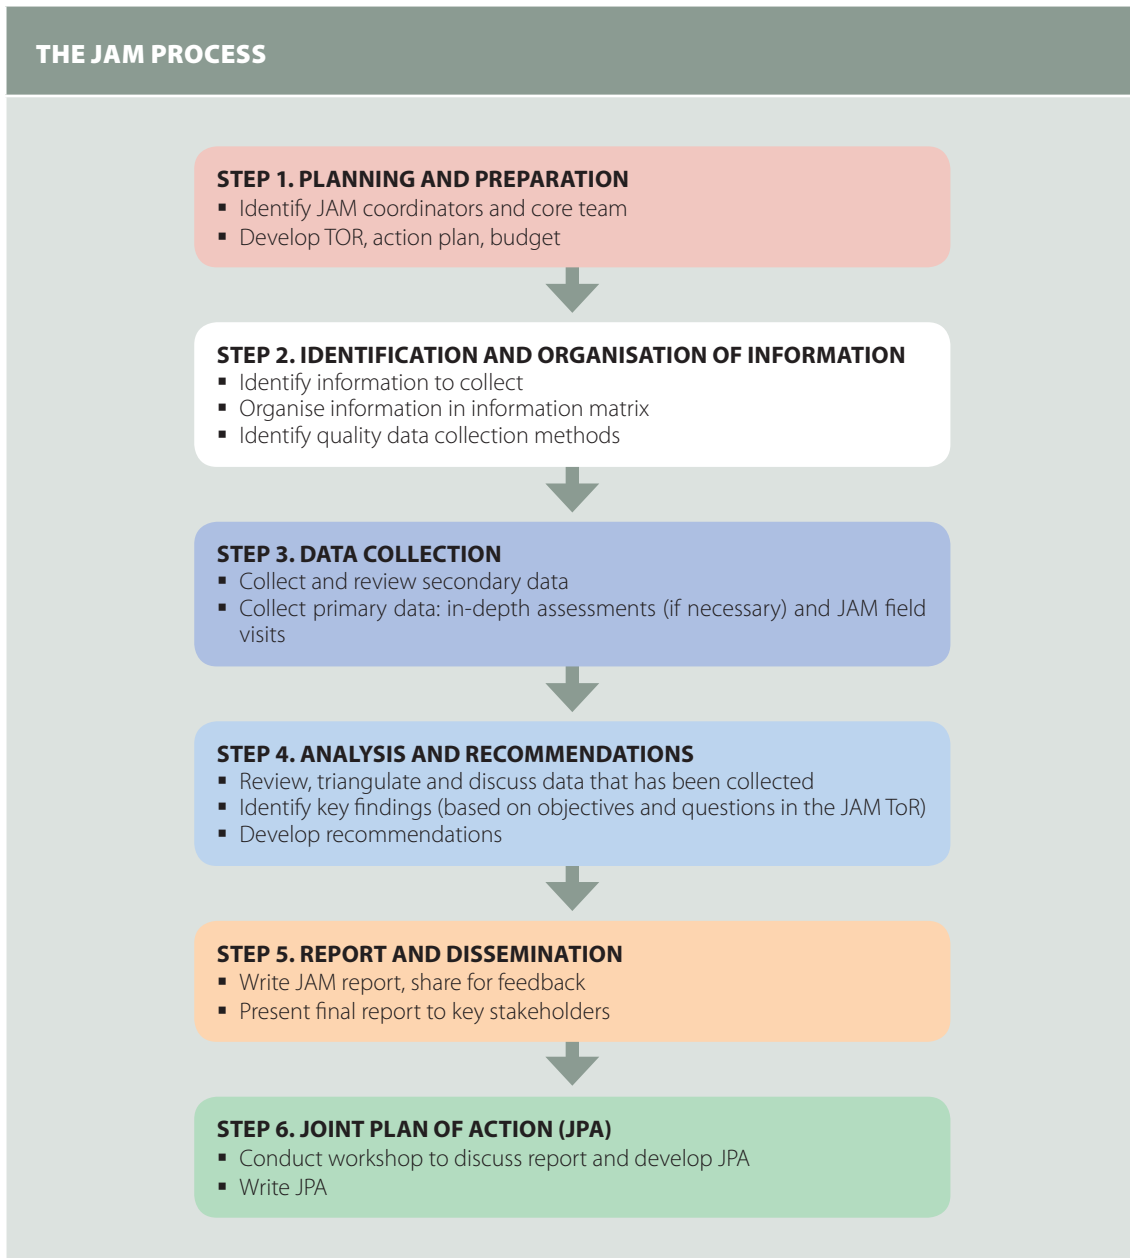 THE JAM PROCESS
STEP 1. PLANNING AND PREPARATION
▪ Identify JAM coordinators and core team
▪ Develop TOR, action plan, budget
STEP 2. IDENTIFICATION AND ORGANISATION OF INFORMATION
▪ Identify information to collect
▪ Organise information in information matrix
▪ Identify quality data collection methods
STEP 3. DATA COLLECTION
▪ Collect and review secondary data
▪ Collect primary data: in-depth assessments (if necessary) and JAM field
visits
STEP 4. ANALYSIS AND RECOMMENDATIONS
▪ Review, triangulate and discuss data that has been collected
▪ Identify key findings (based on objectives and questions in the JAM ToR)
▪ Develop recommendations
STEP 5. REPORT AND DISSEMINATION
▪ Write JAM report, share for feedback
▪ Present final report to key stakeholders
STEP 6. JOINT PLAN OF ACTION (JPA)
▪ Conduct workshop to discuss report and develop JPA
▪ Write JPA